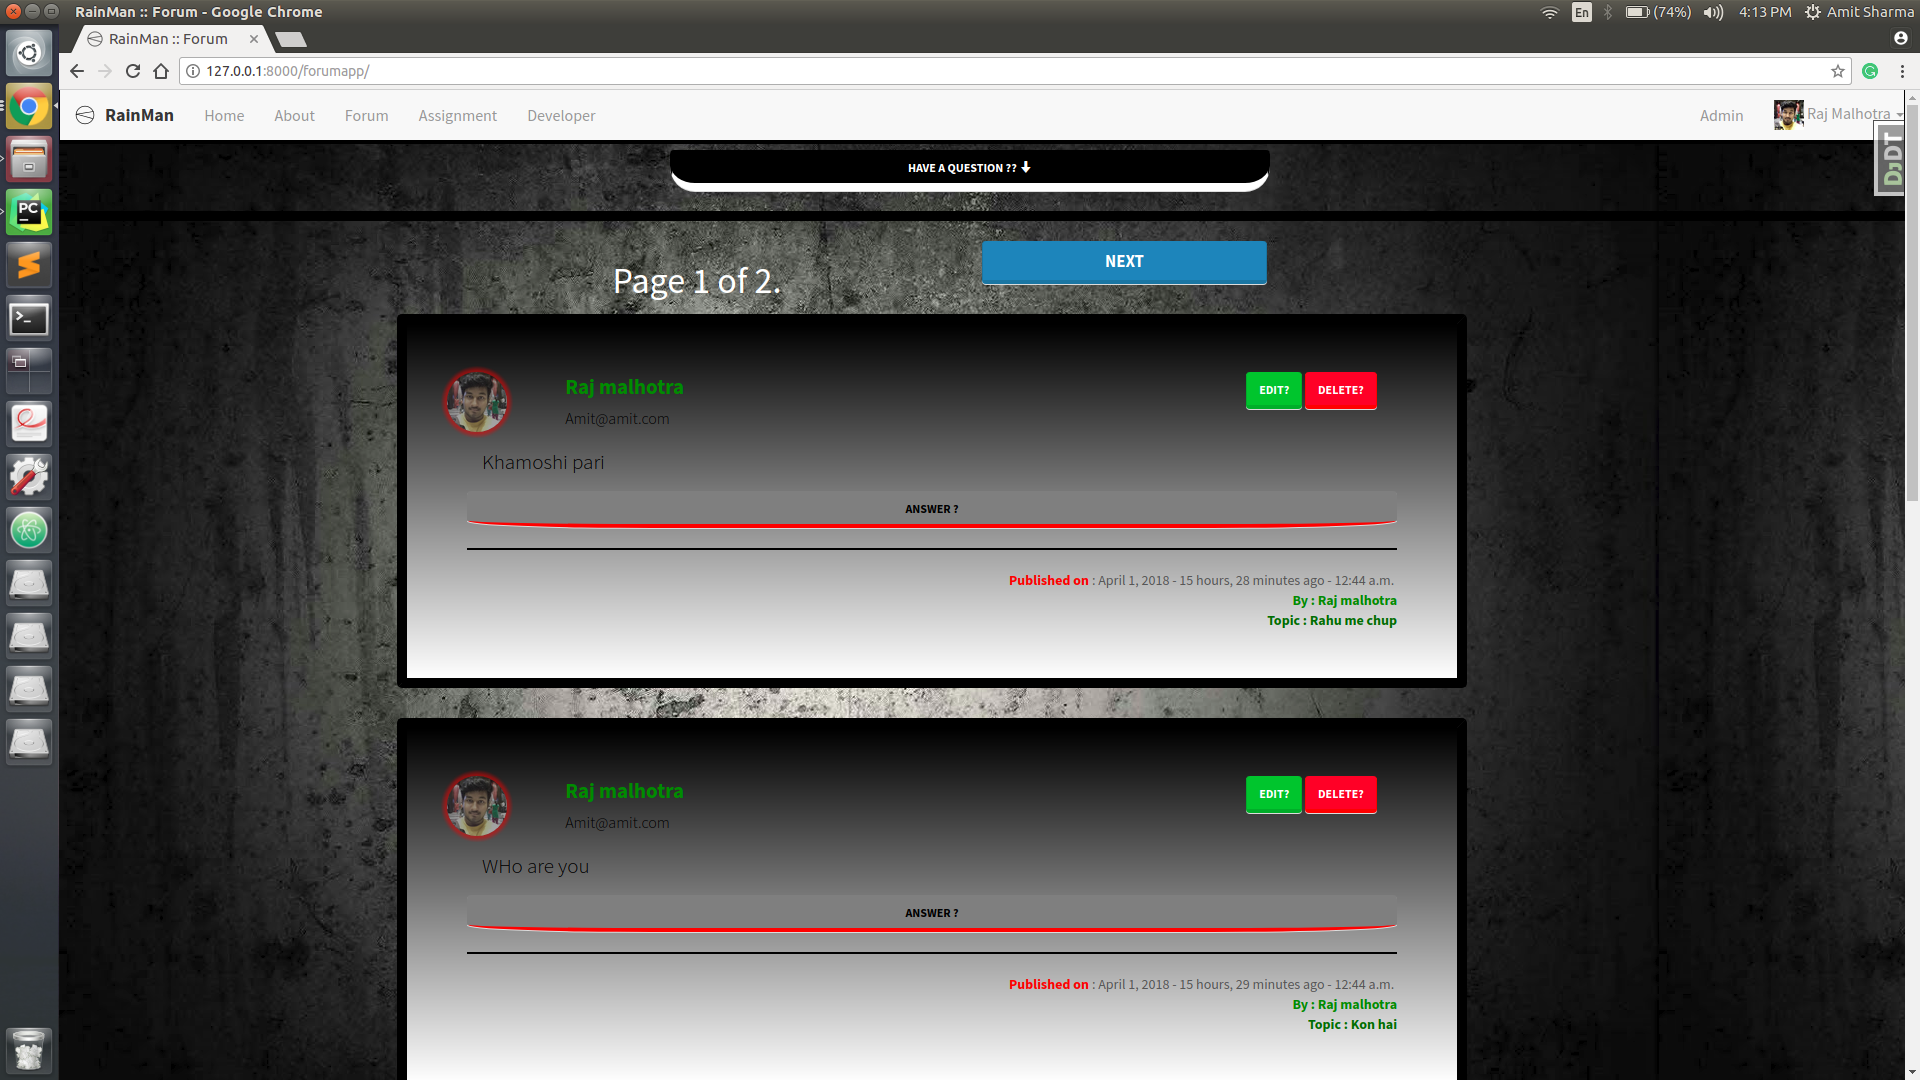 RainMan :: Forum - Google Chrome
En (74%) 4:13 PM Amit Sharma
RainMan :: Forum
127.0.0.1:8000/forumapp/
RainMan Home About Forum Assignment Developer Admin Raj Malhotra
DJDT
HAVE A QUESTION ??
NEXT
Page 1 of 2.
Raj malhotra
EDIT? DELETE?
Amit@amit.com
Khamoshi pari
ANSWER ?
Published on : April 1, 2018 - 15 hours, 28 minutes ago - 12:44 a.m.
By : Raj malhotra
Topic : Rahu me chup
Raj malhotra
EDIT? DELETE?
Amit@amit.com
WHo are you
ANSWER ?
Published on : April 1, 2018 - 15 hours, 29 minutes ago - 12:44 a.m.
By : Raj malhotra
Topic : Kon hai
PC